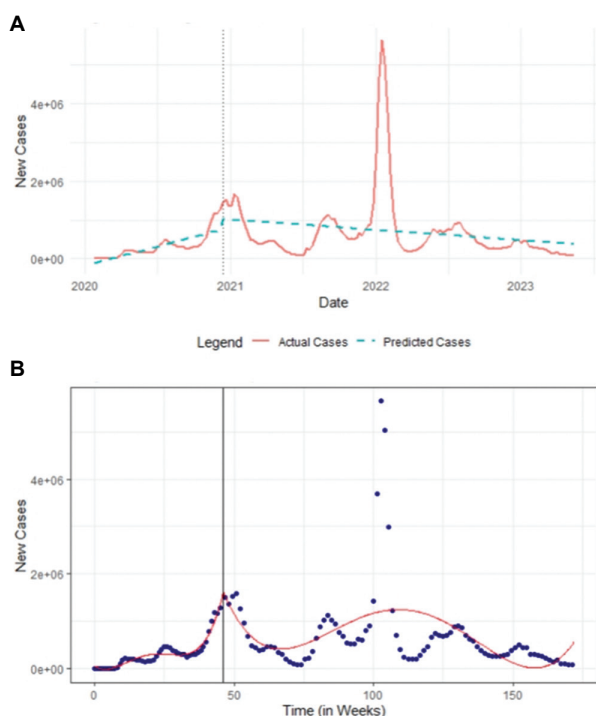 A
New Cases
4e+06
2e+06
0e+00
2020 2021 2022 2023
Date
Legend Actual Cases Predicted Cases
B
New Cases
4e+06
2e+06
0e+00
0 50 100 150
Time (in Weeks)